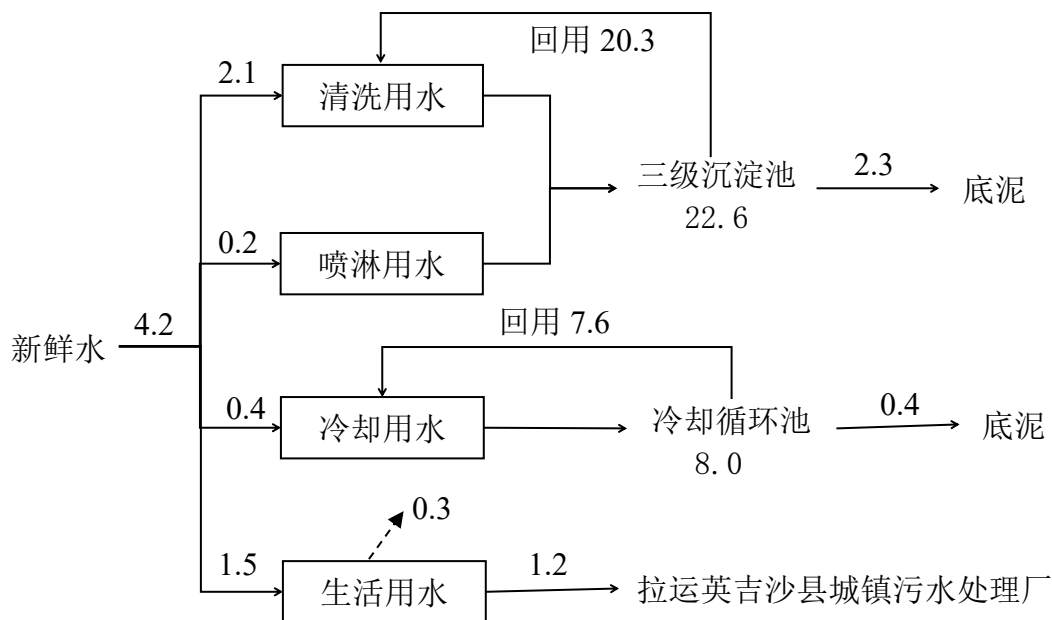 回用 20.3
2.1
清洗用水
三级沉淀池
22.6
2.3
底泥
0.2
喷淋用水
新鲜水
4.2
回用 7.6
0.4
冷却用水
冷却循环池
8.0
0.4
底泥
0.3
1.5
生活用水
1.2
拉运英吉沙县城镇污水处理厂